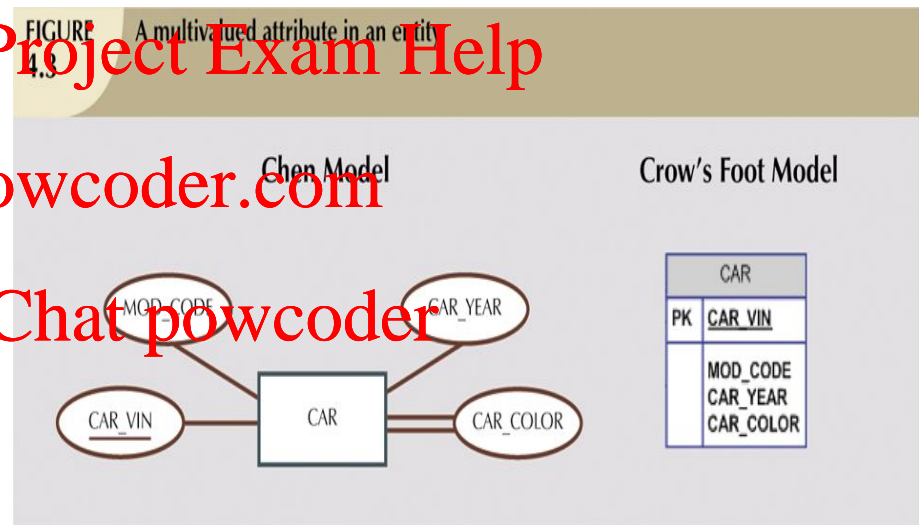 FIGURE 4.3
A multivalued attribute in an entity
Project Exam Help
powcoder.com
Chat powcoder
Chen Model
Crow's Foot Model
MOD_CODE
CAR_YEAR
CAR_VIN
CAR
CAR_COLOR
CAR
PK CAR_VIN
MOD_CODE
CAR_YEAR
CAR_COLOR